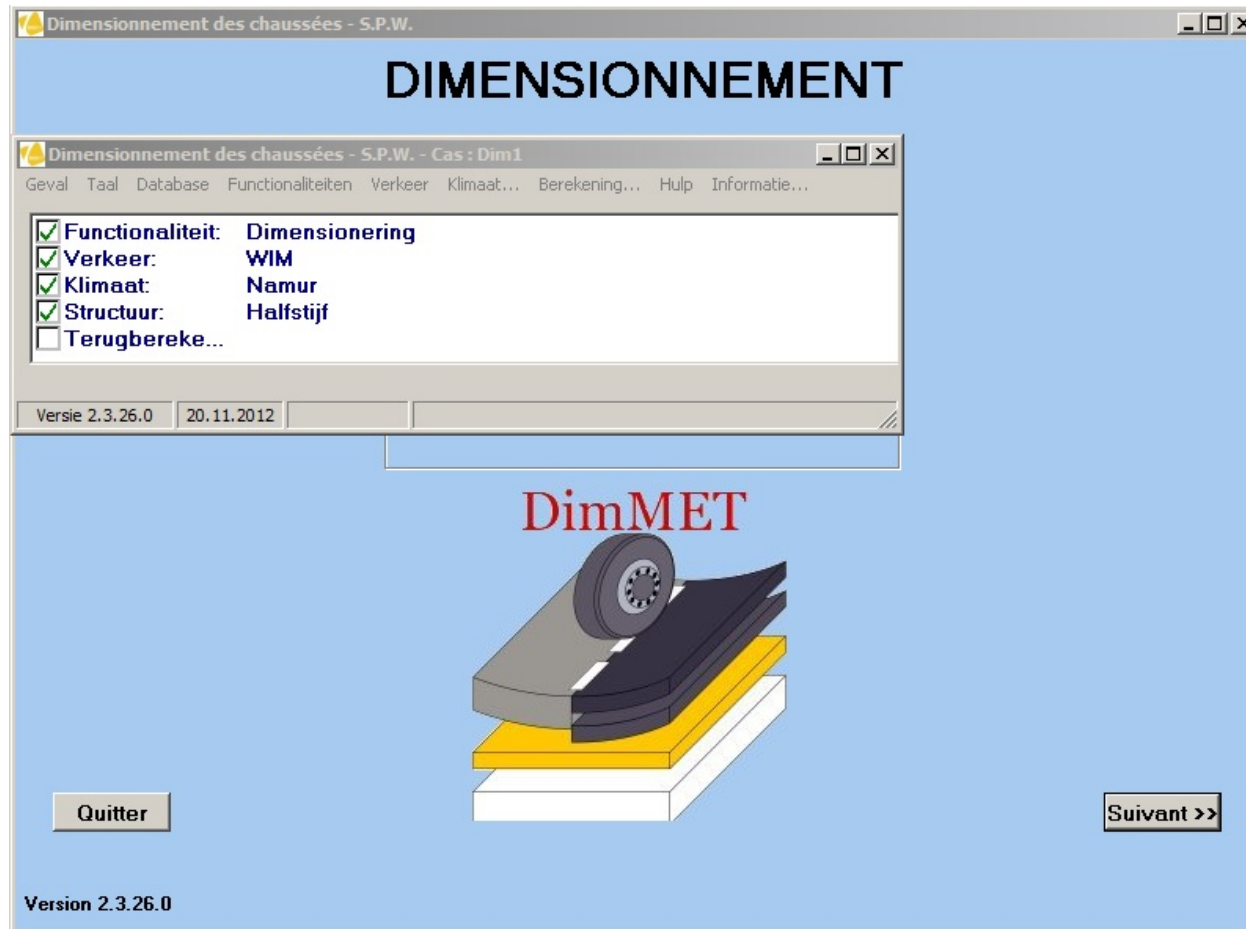 Dimensionnement des chaussées - S.P.W.
DIMENSIONNEMENT
Dimensionnement des chaussées - S.P.W. - Cas : Dim1
Geval Taal Database Functionaliteiten Verkeer Klimaat... Berekening... Hulp Informatie...
Functionaliteit: Dimensionering
Verkeer: WIM
Klimaat: Namur
Structuur: Halfstijf
Terugbereke...
Versie 2.3.26.0 20.11.2012
DimMET
Quitter
Suivant >>
Version 2.3.26.0